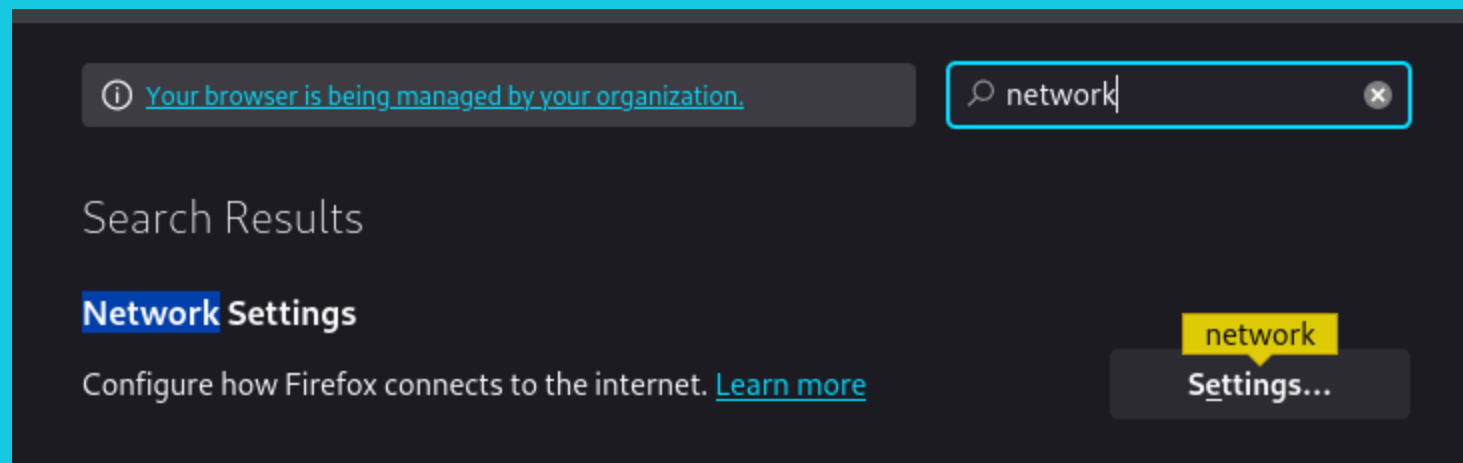 Your browser is being managed by your organization.
network
Search Results
Network Settings
network
Configure how Firefox connects to the internet. Learn more
Settings...